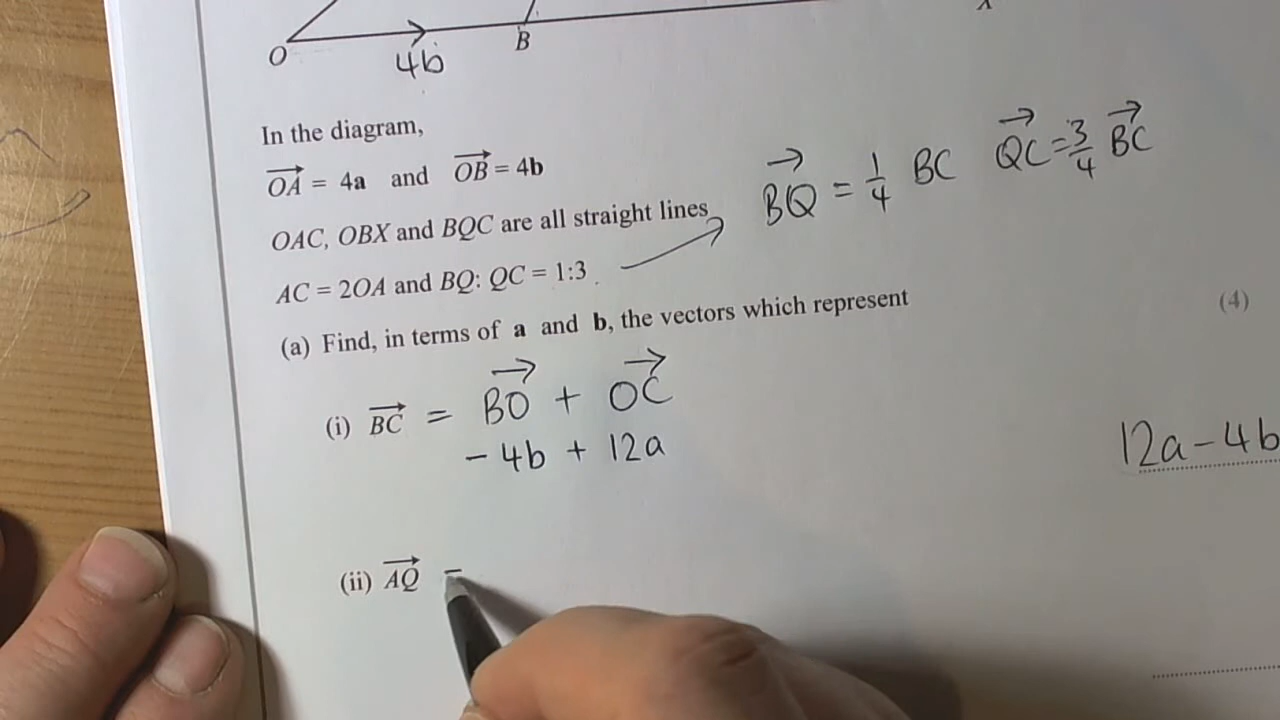 O
4b
B
X
In the diagram,
OA = 4a and OB = 4b
BQ = 1/4 BC QC = 3/4 BC
OAC, OBX and BQC are all straight lines
AC = 2OA and BQ: QC = 1:3
(a) Find, in terms of a and b, the vectors which represent
(4)
(i) BC = BO + OC
- 4b + 12a
12a - 4b
(ii) AQ